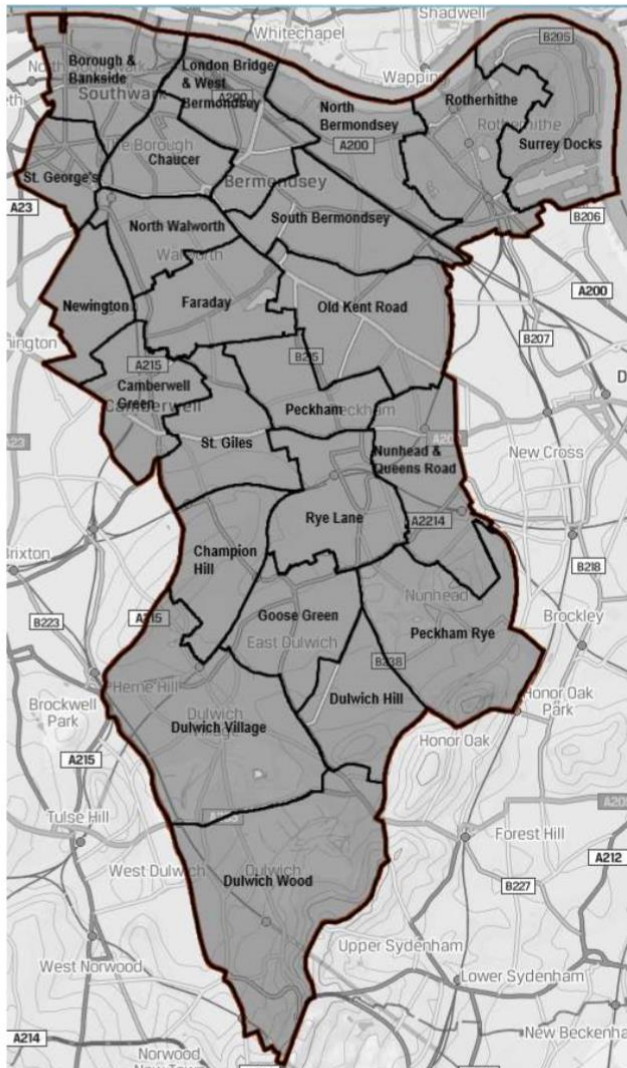 Shadwell
Whitechapel
B205
Borough &
Bankside
London Bridge
& West
Bermondsey
Wapping
Southwark
A200
North
Bermondsey
Rotherhithe
Rotherhithe
The Borough
Chaucer
A200
Surrey Docks
St. George's
Bermondsey
A23
South Bermondsey
B206
North Walworth
Walworth
A200
Newington
Faraday
Old Kent Road
B207
A215
B215
Camberwell
Green
Camberwell
Peckham
Peckham
St. Giles
Nunhead &
Queens Road
New Cross
Rye Lane
A2214
Champion
Hill
Brixton
B218
Nunhead
Goose Green
B223
A215
East Dulwich
Peckham Rye
Brockley
B238
Herne Hill
Dulwich Hill
Honor Oak
Park
Brockwell
Park
Dulwich
Village
Dulwich Village
Honor Oak
A215
Tulse Hill
A205
Forest Hill
A212
West Dulwich
Dulwich
Dulwich Wood
B227
Upper Sydenham
West Norwood
Lower Sydenham
A214
New Beckenha
Norwood